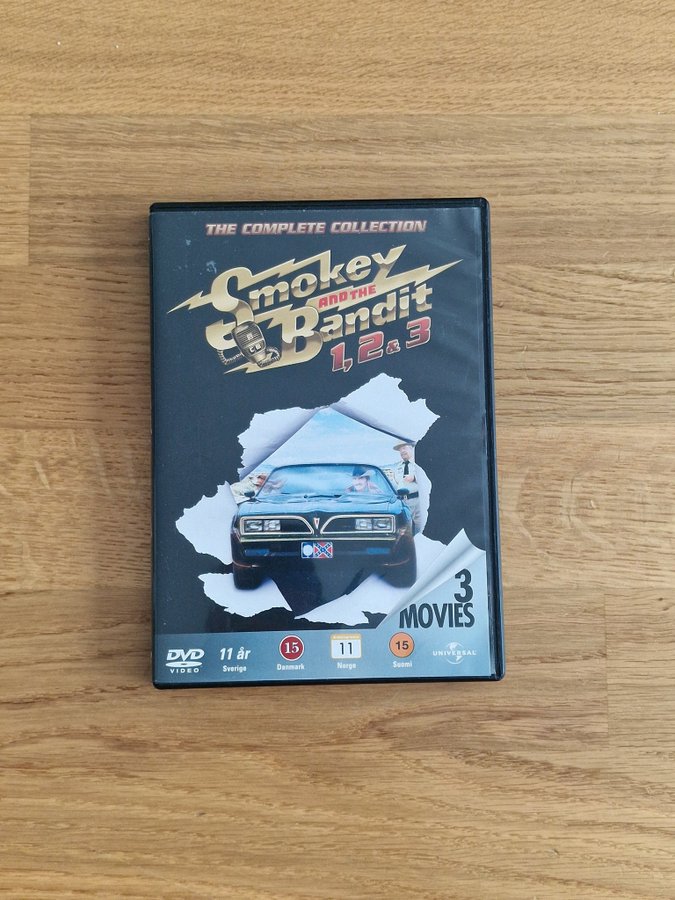 THE COMPLETE COLLECTION
Smokey
AND THE
Bandit
1, 2 & 3
3
MOVIES
DVD
VIDEO
11 år
Sverige
15
Danmark
11
Norge
15
Suomi
UNIVERSAL